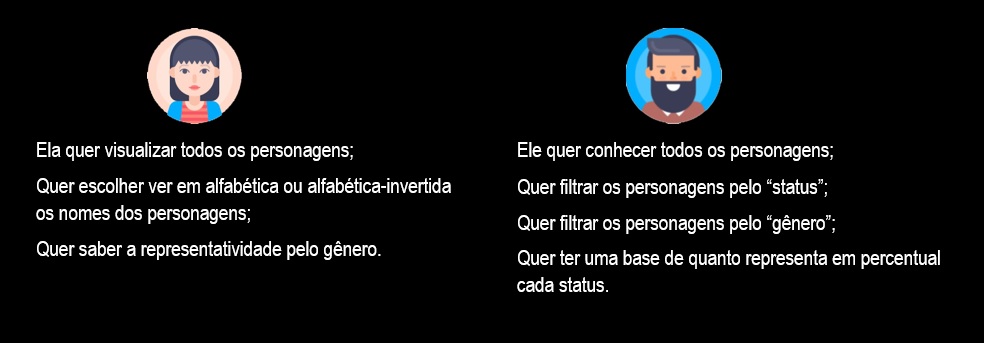 Ela quer visualizar todos os personagens;
Quer escolher ver em alfabética ou alfabética-invertida
os nomes dos personagens;
Quer saber a representatividade pelo gênero.
Ele quer conhecer todos os personagens;
Quer filtrar os personagens pelo “status”;
Quer filtrar os personagens pelo “gênero”;
Quer ter uma base de quanto representa em percentual
cada status.